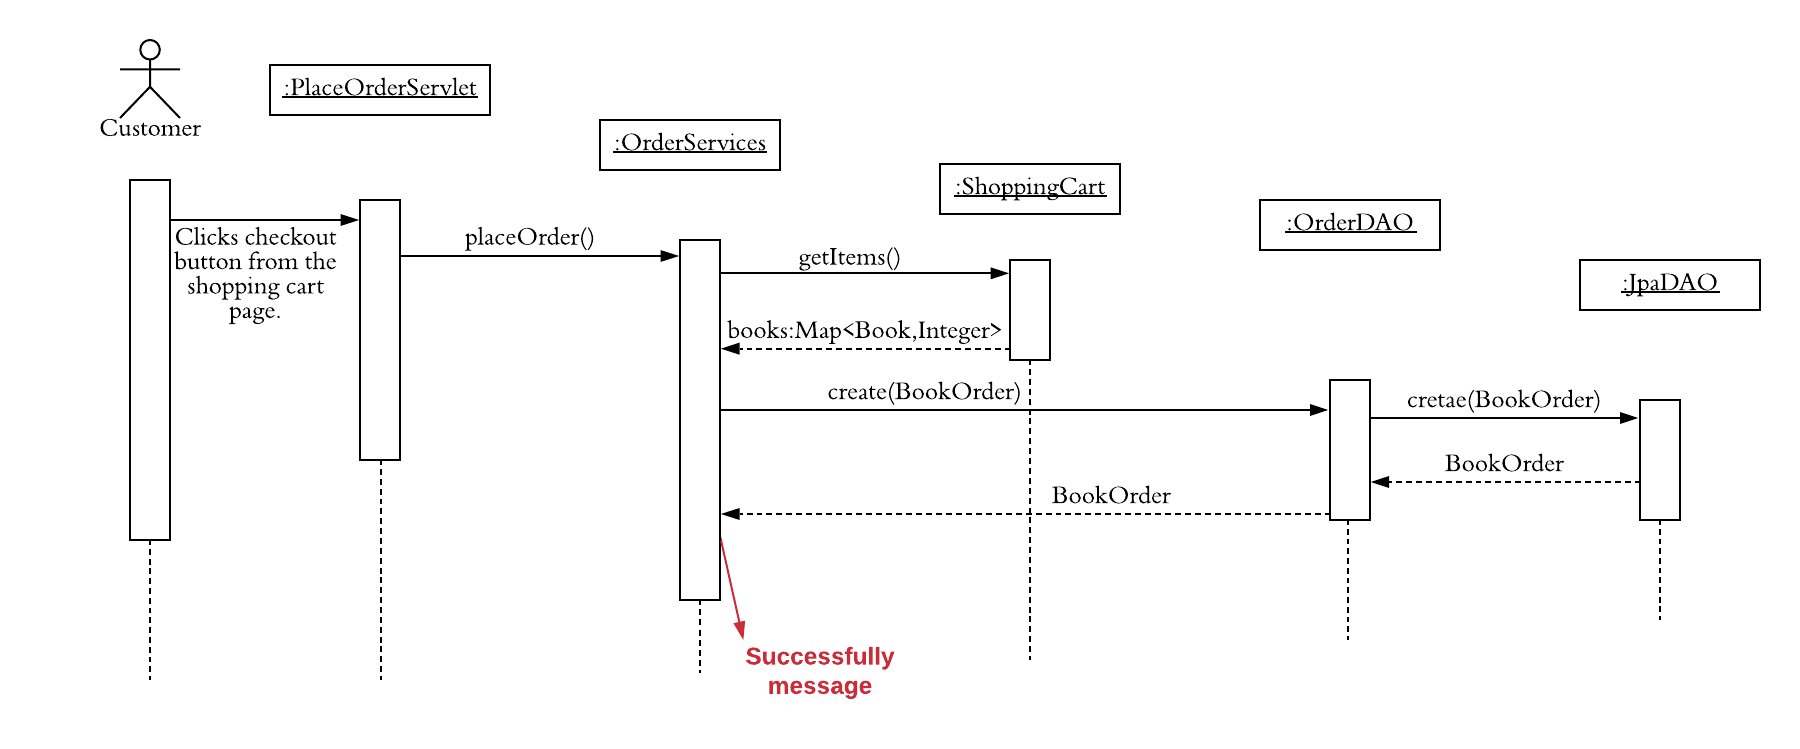 Customer
:PlaceOrderServlet
:OrderServices
:ShoppingCart
:OrderDAO
:JpaDAO
Clicks checkout
button from the
shopping cart
page.
placeOrder()
getItems()
books:Map<Book,Integer>
create(BookOrder)
cretae(BookOrder)
BookOrder
BookOrder
Successfully
message